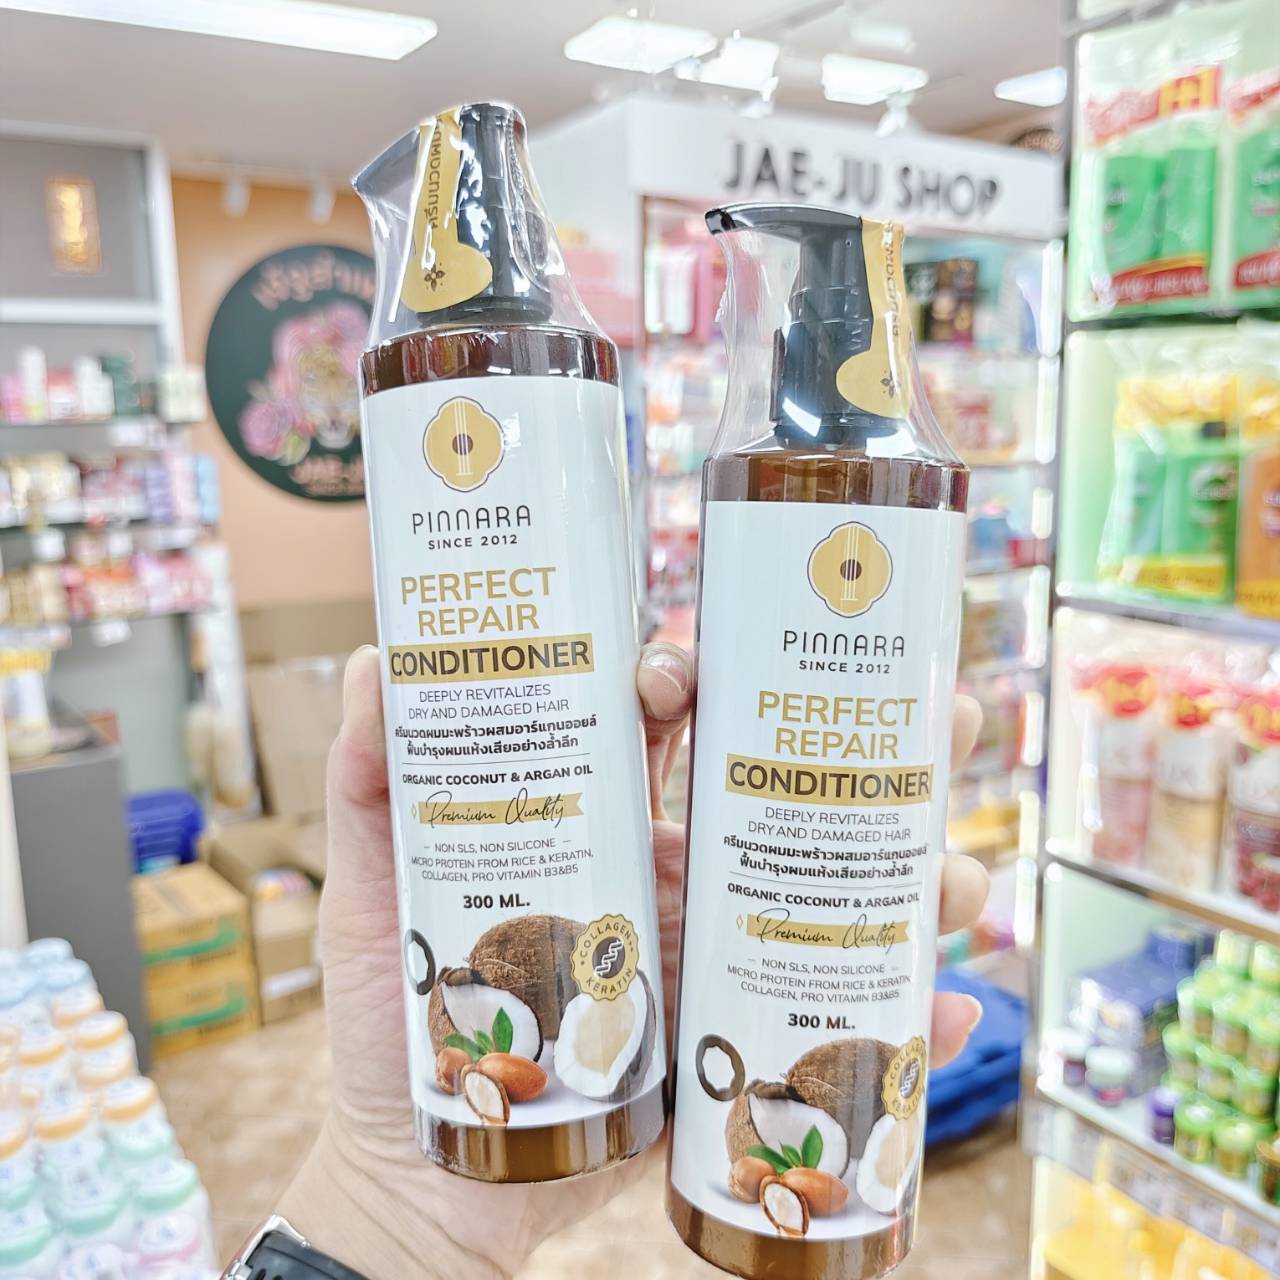 JAE-JU SHOP
PINNARA
SINCE 2012
PERFECT
REPAIR
CONDITIONER
DEEPLY REVITALIZES
DRY AND DAMAGED HAIR
ครีมนวดผมมะพร้าวผสมอาร์แกนออยล์
ฟื้นบำรุงผมแห้งเสียอย่างล้ำลึก
ORGANIC COCONUT & ARGAN OIL
Premium Quality
NON SLS, NON SILICONE
MICRO PROTEIN FROM RICE & KERATIN,
COLLAGEN, PRO VITAMIN B3&B5
300 ML.
COLLAGEN
KERATIN
PINNARA
SINCE 2012
PERFECT
REPAIR
CONDITIONER
DEEPLY REVITALIZES
DRY AND DAMAGED HAIR
ครีมนวดผมมะพร้าวผสมอาร์แกนออยล์
ฟื้นบำรุงผมแห้งเสียอย่างล้ำลึก
ORGANIC COCONUT & ARGAN OIL
Premium Quality
NON SLS, NON SILICONE
MICRO PROTEIN FROM RICE & KERATIN,
COLLAGEN, PRO VITAMIN B3&B5
300 ML.
COLLAGEN
KERATIN